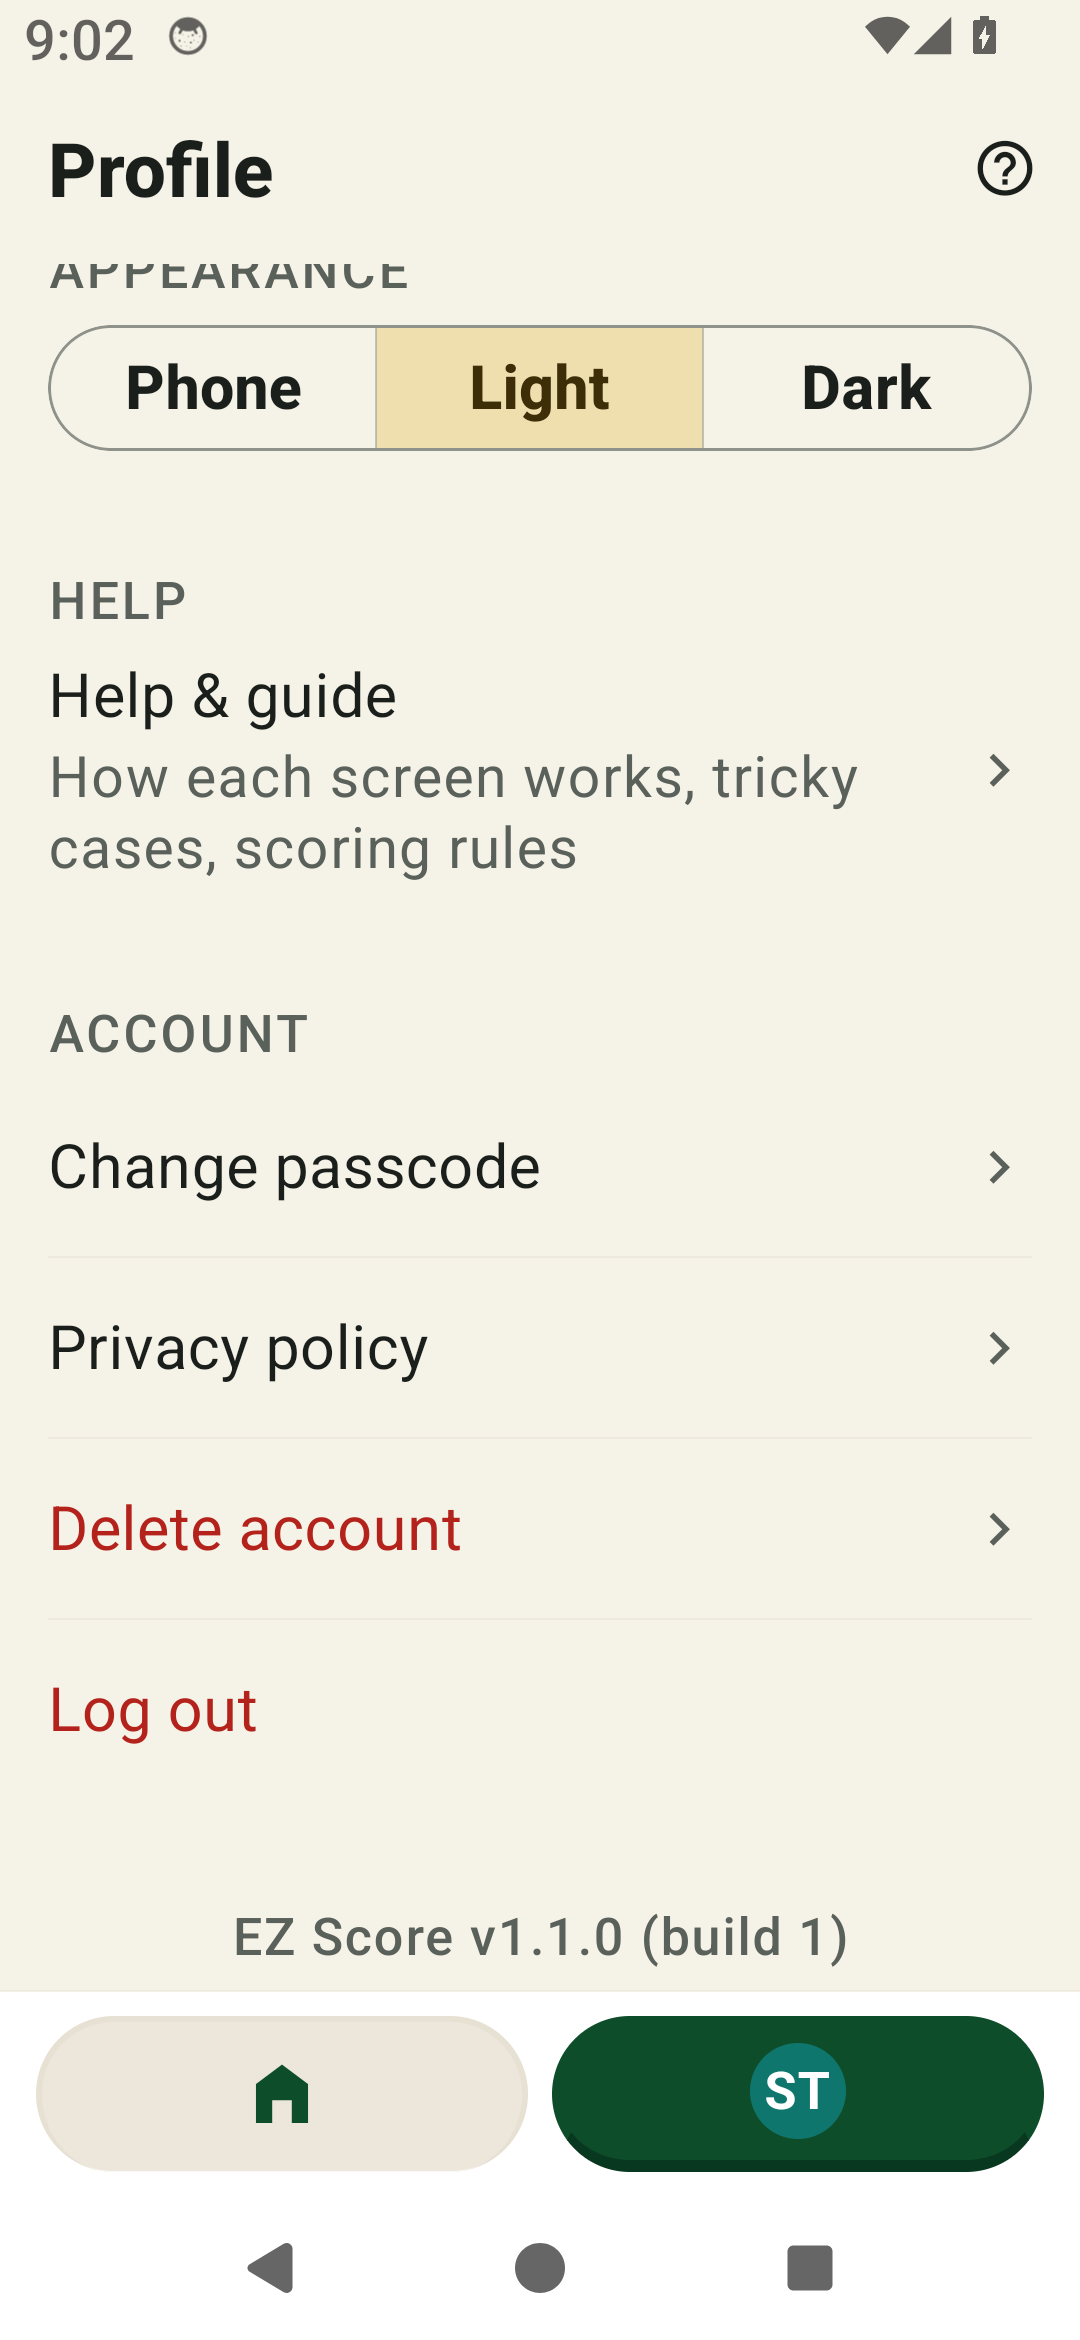 9:02
Profile
APPEARANCE
Phone
Light
Dark
HELP
Help & guide
How each screen works, tricky
cases, scoring rules
ACCOUNT
Change passcode
Privacy policy
Delete account
Log out
EZ Score v1.1.0 (build 1)
ST